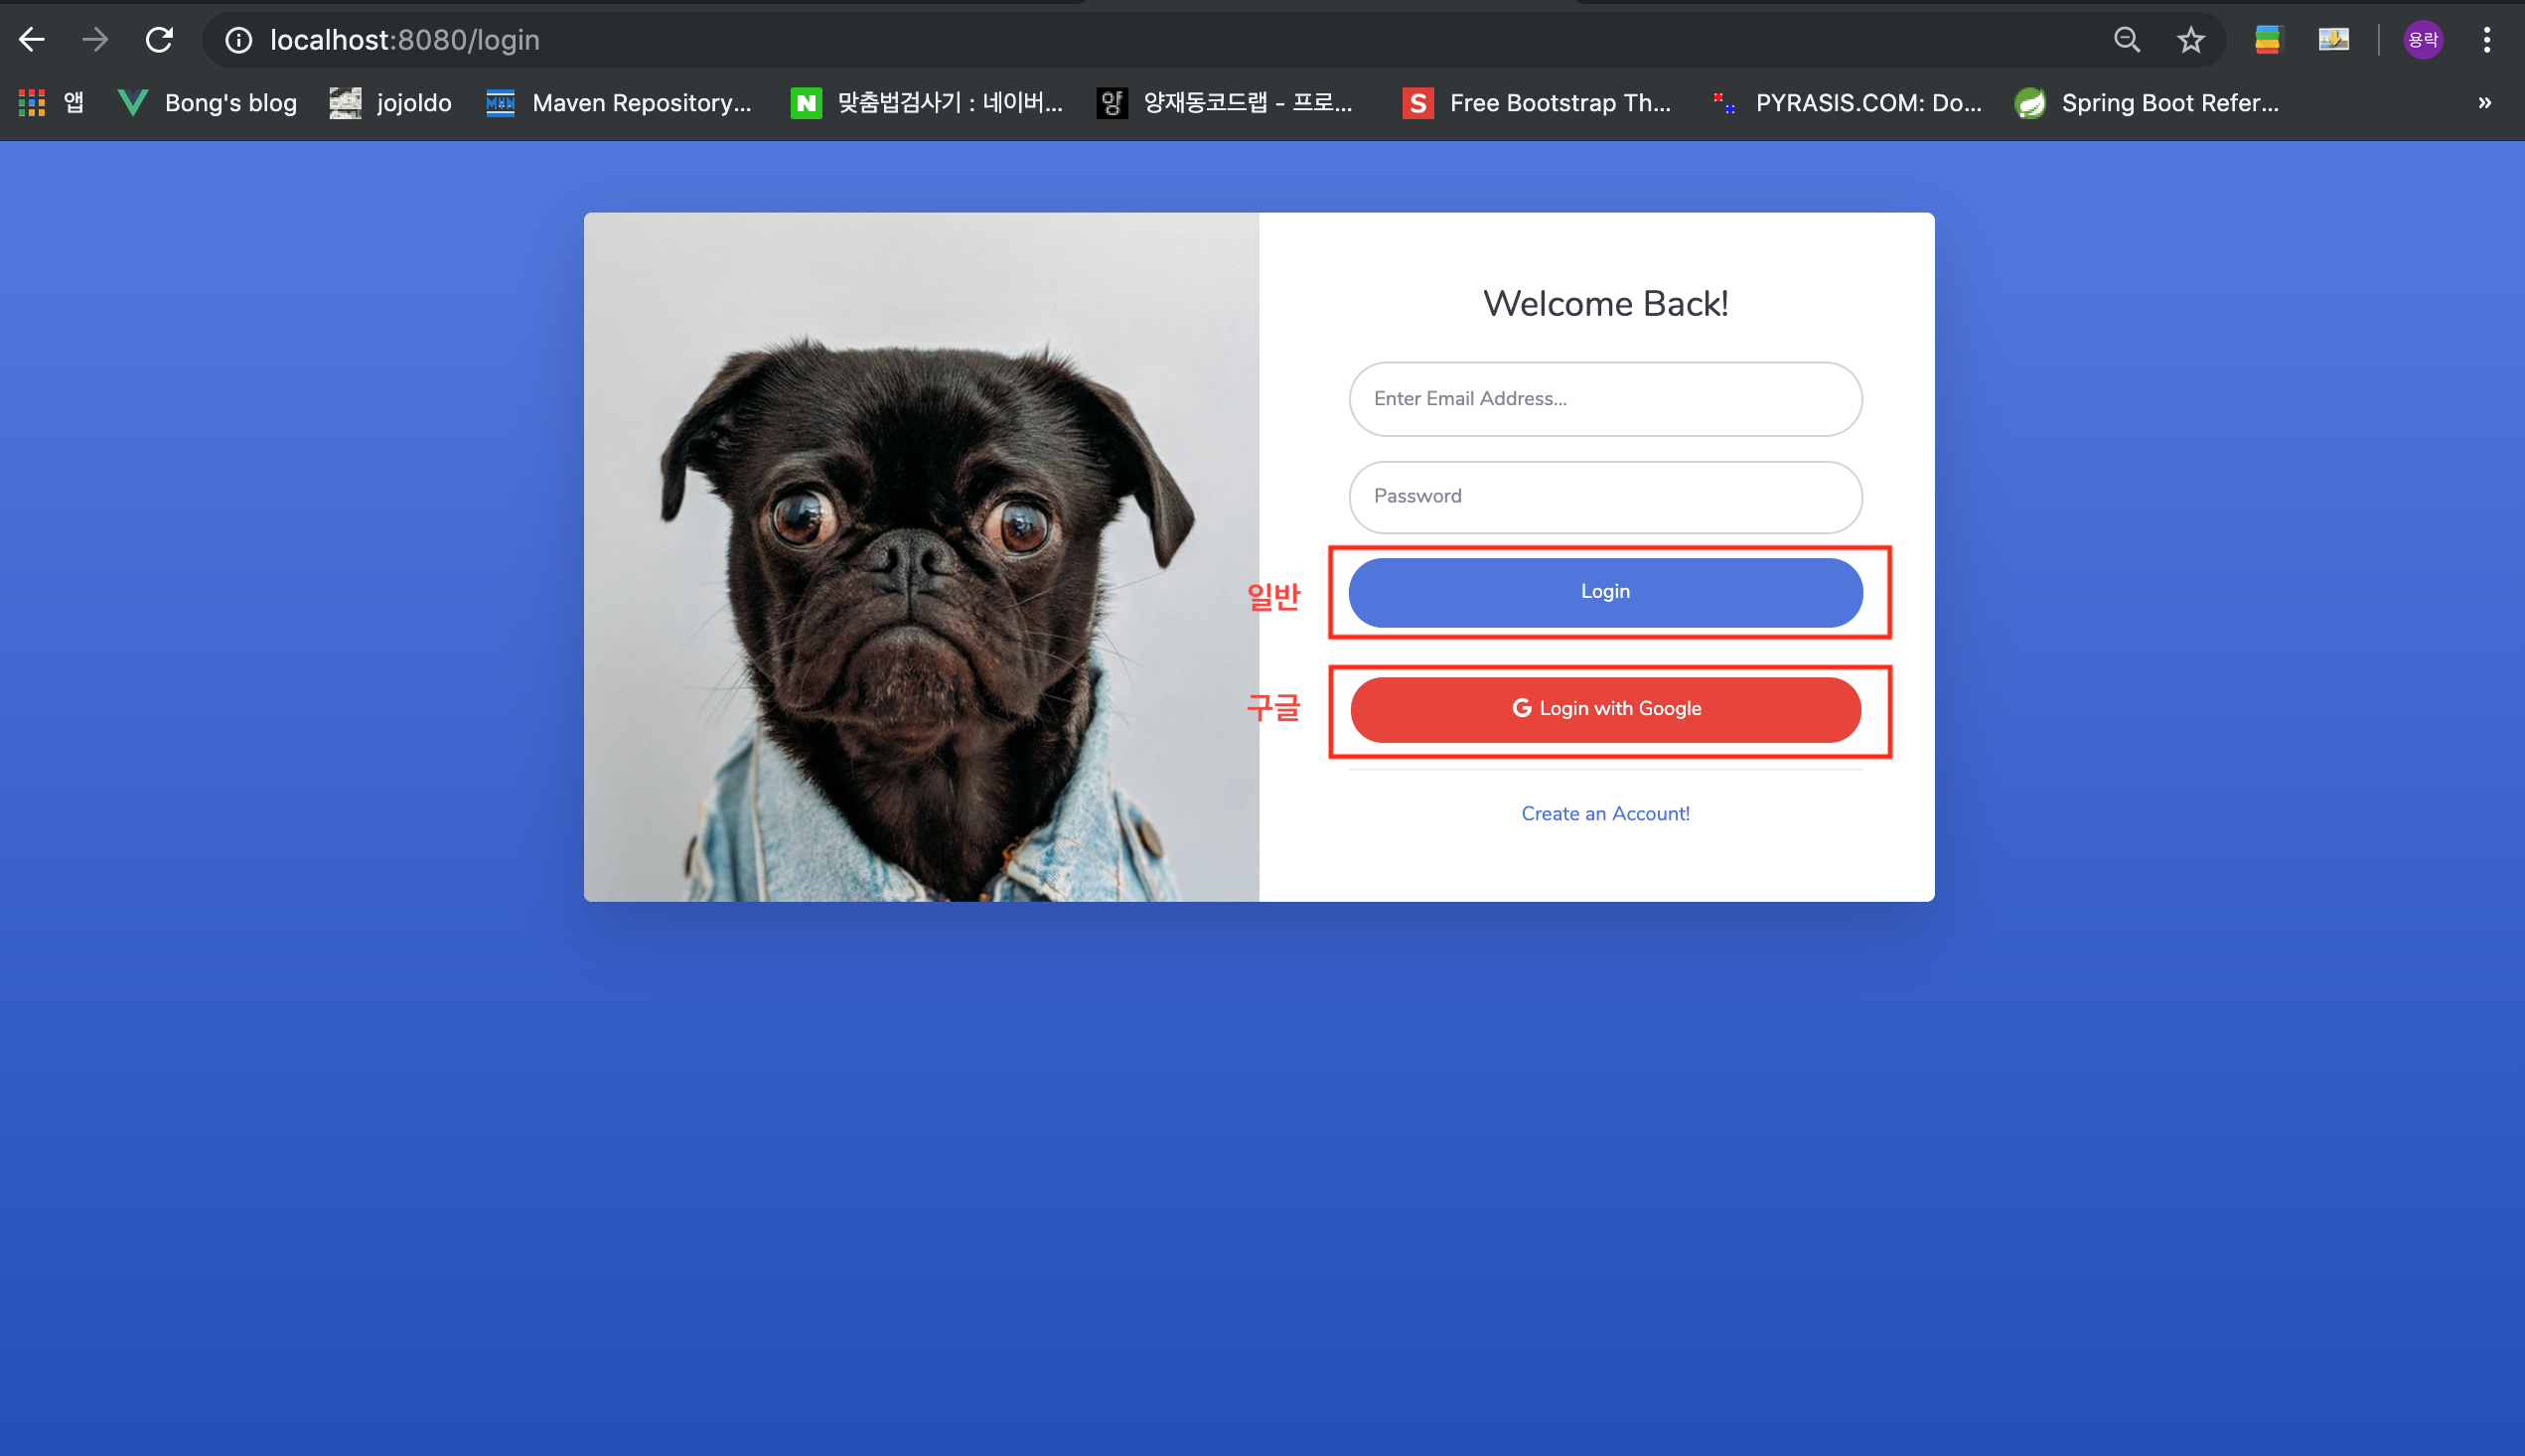 localhost:8080/login
용락
앱
Bong's blog
jojoldo
MVN
Maven Repository...
N
맞춤법검사기 : 네이버...
양
양재동코드랩 - 프로...
S
Free Bootstrap Th...
PYRASIS.COM: Do...
Spring Boot Refer...
»
Welcome Back!
Enter Email Address...
Password
일반
Login
구글
G Login with Google
Create an Account!